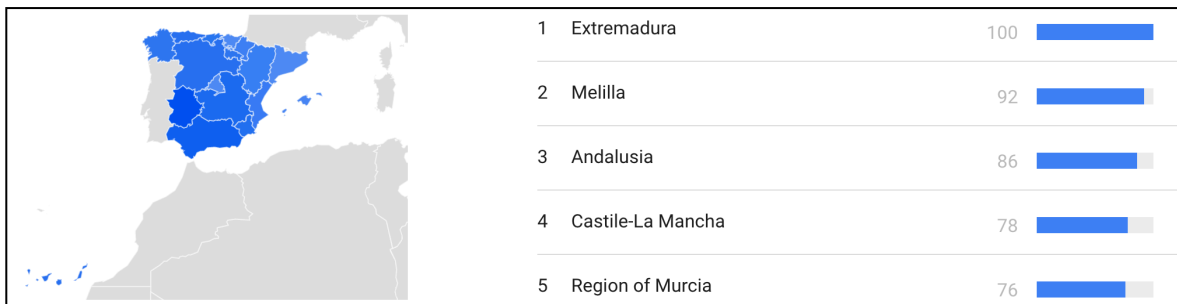 1 Extremadura 100
2 Melilla 92
3 Andalusia 86
4 Castile-La Mancha 78
5 Region of Murcia 76